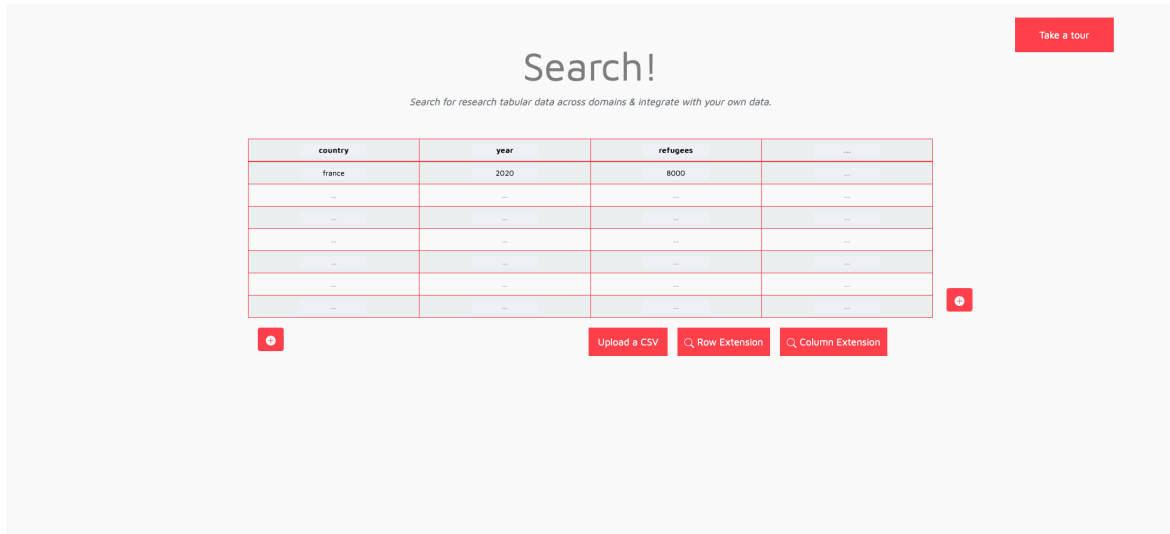 Take a tour
Search!
Search for research tabular data across domains & integrate with your own data.
country year refugees ....
france 2020 8000 ...
... ... ... ...
... ... ... ...
... ... ... ...
... ... ... ...
... ... ... ...
... ... ... ...
Upload a CSV Row Extension Column Extension